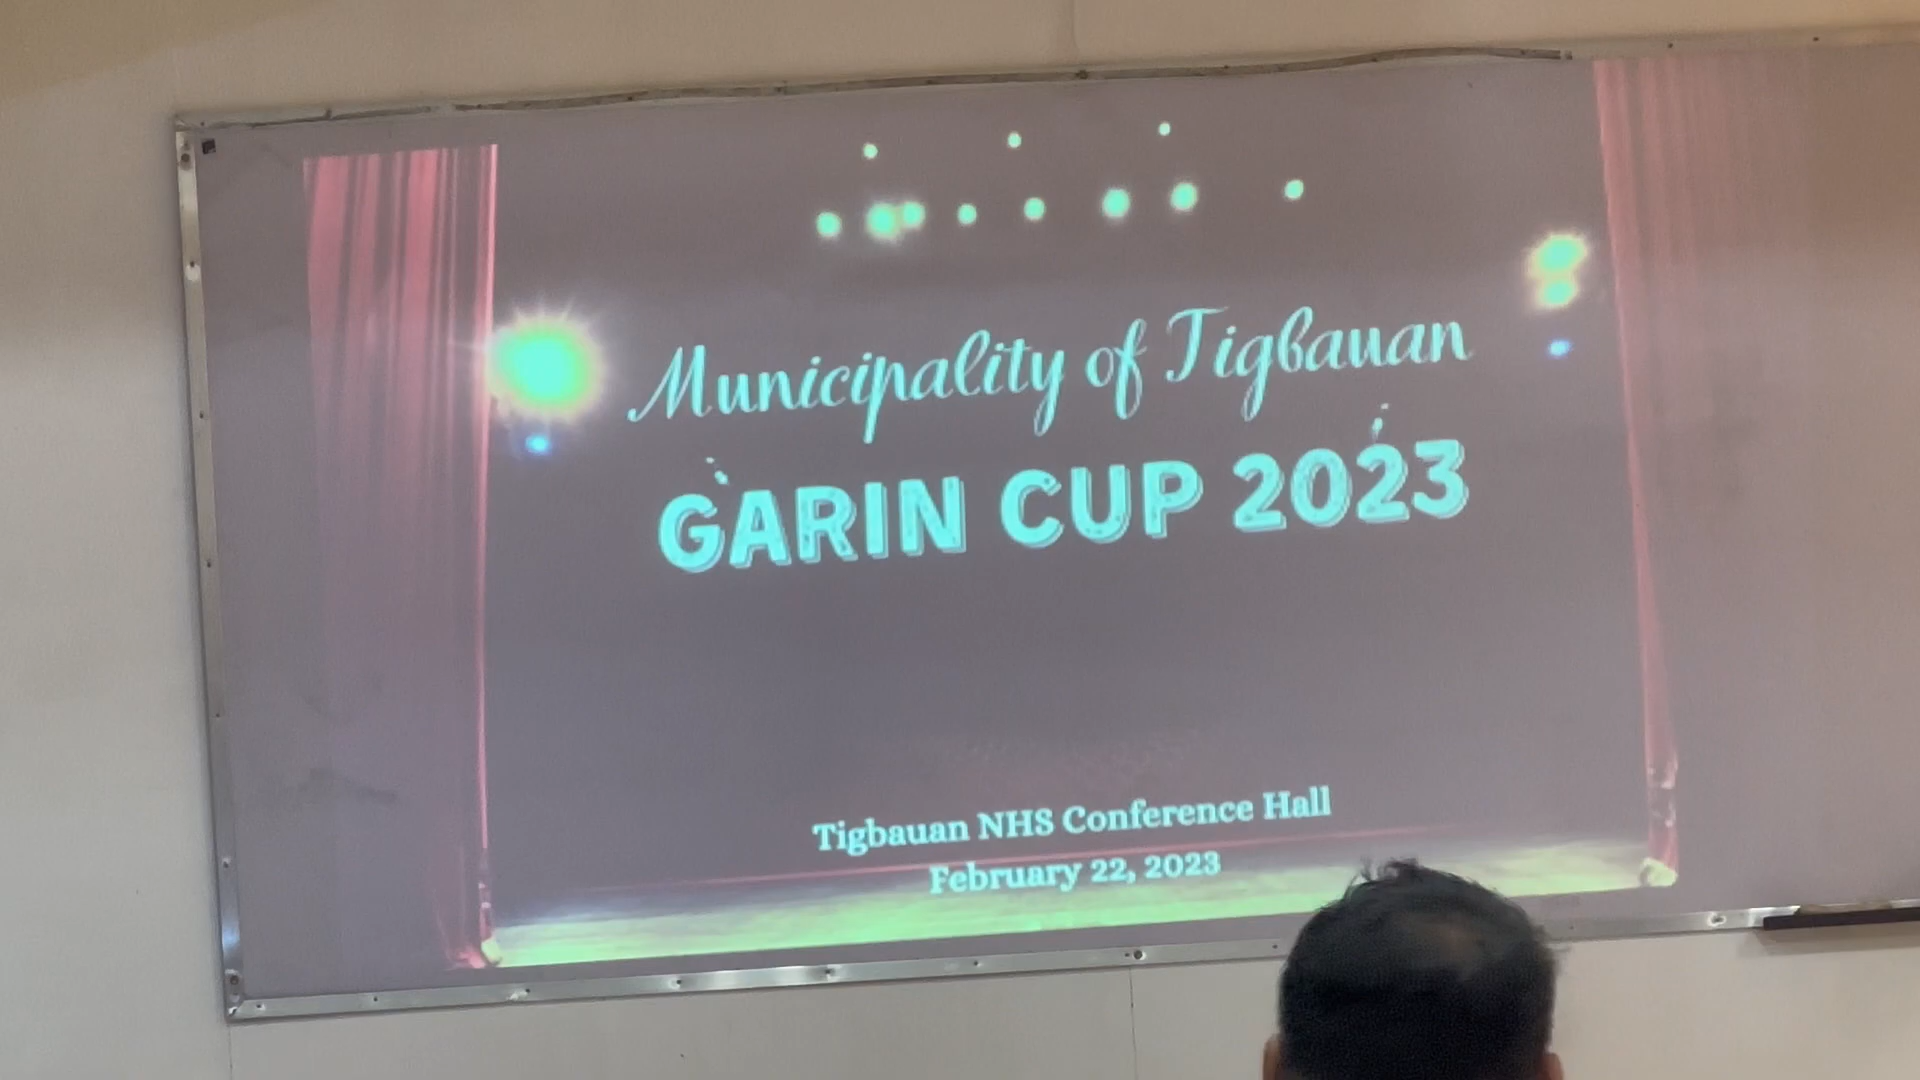 Municipality of Tigbauan
GARIN CUP 2023
Tigbauan NHS Conference Hall
February 22, 2023